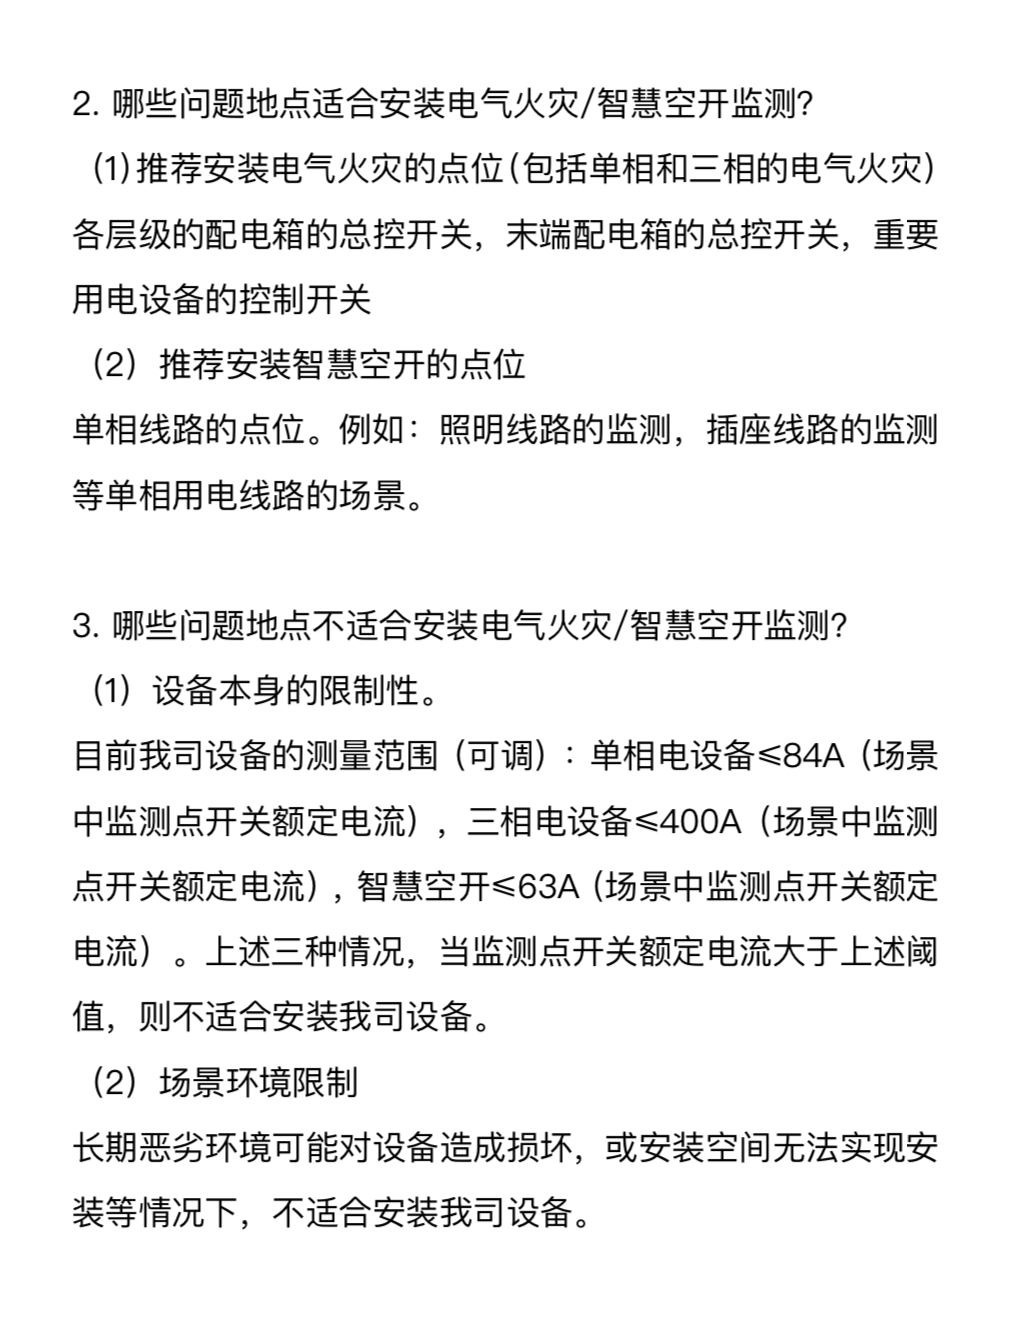 2. 哪些问题地点适合安装电气火灾/智慧空开监测?
(1)推荐安装电气火灾的点位(包括单相和三相的电气火灾)
各层级的配电箱的总控开关，末端配电箱的总控开关，重要
用电设备的控制开关
（2）推荐安装智慧空开的点位
单相线路的点位。例如：照明线路的监测，插座线路的监测
等单相用电线路的场景。
3. 哪些问题地点不适合安装电气火灾/智慧空开监测?
（1）设备本身的限制性。
目前我司设备的测量范围（可调）：单相电设备≤84A（场景
中监测点开关额定电流），三相电设备≤400A（场景中监测
点开关额定电流）, 智慧空开≤63A (场景中监测点开关额定
电流）。上述三种情况，当监测点开关额定电流大于上述阈
值，则不适合安装我司设备。
（2）场景环境限制
长期恶劣环境可能对设备造成损坏，或安装空间无法实现安
装等情况下，不适合安装我司设备。